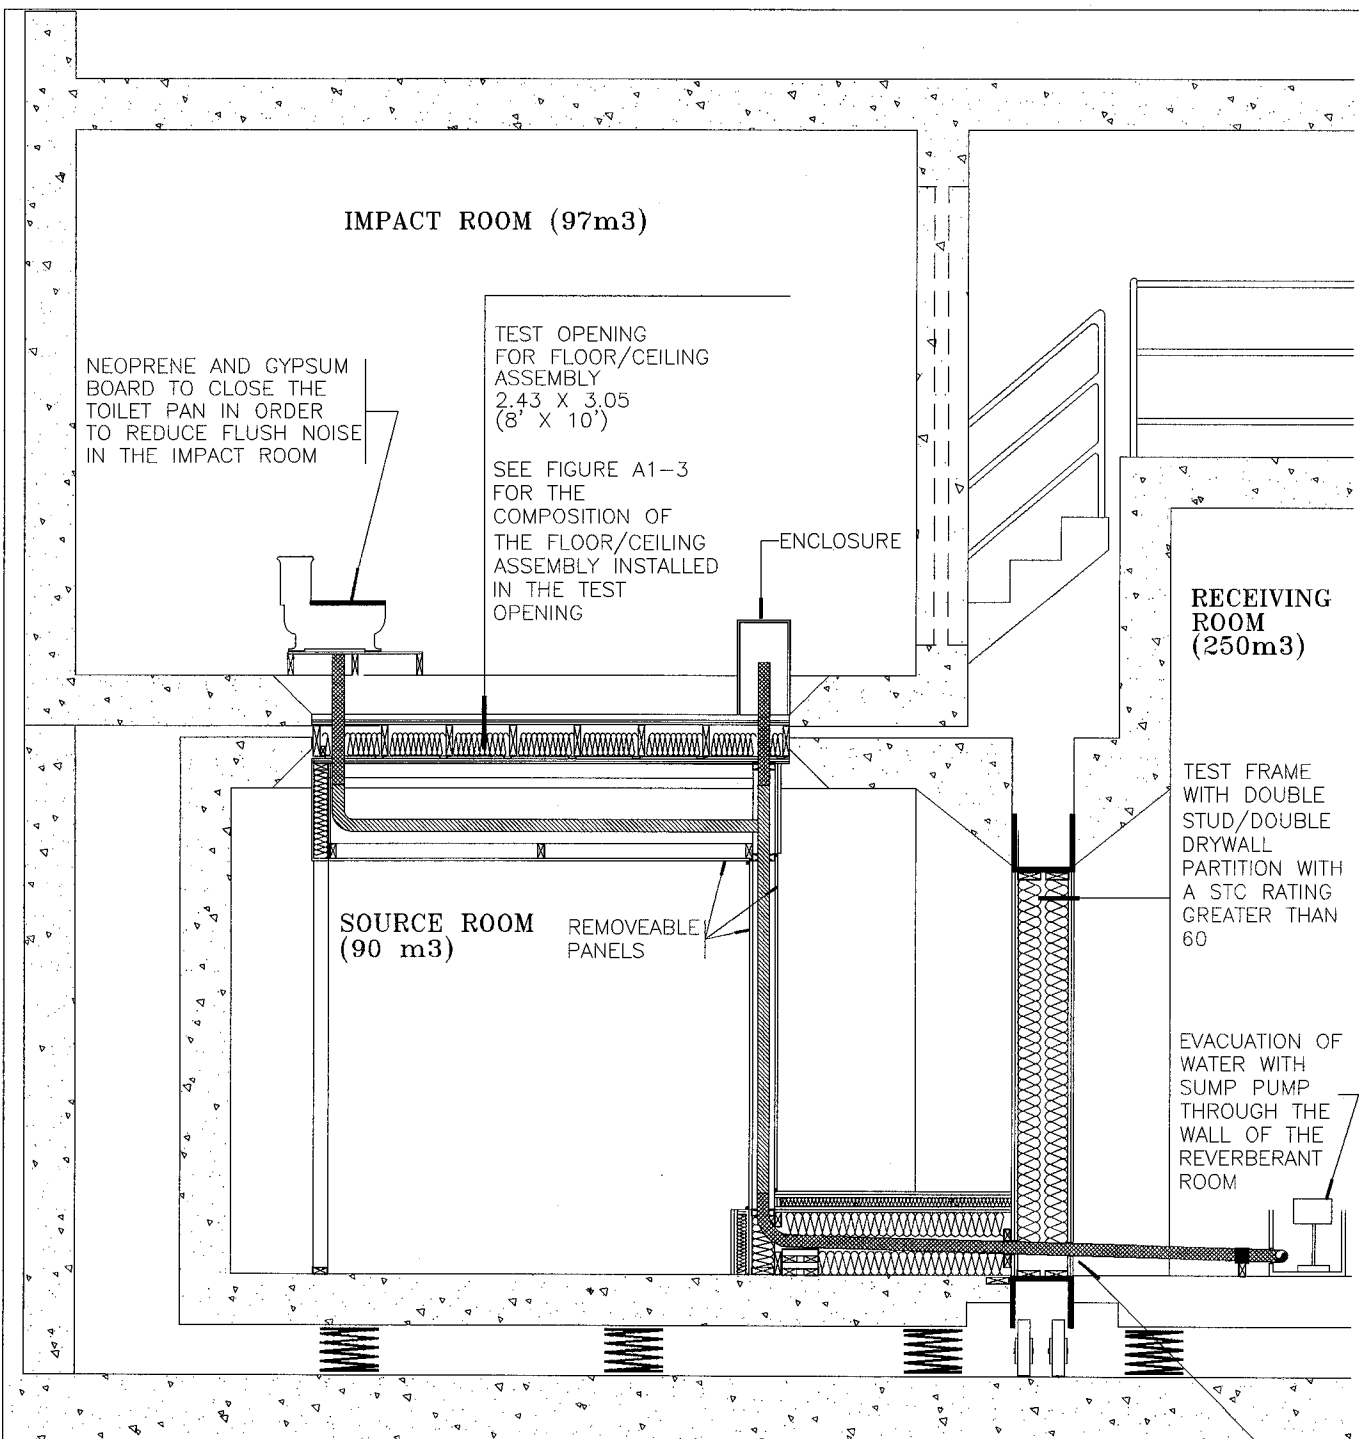 IMPACT ROOM (97m3)
NEOPRENE AND GYPSUM
BOARD TO CLOSE THE
TOILET PAN IN ORDER
TO REDUCE FLUSH NOISE
IN THE IMPACT ROOM
TEST OPENING
FOR FLOOR/CEILING
ASSEMBLY
2.43 X 3.05
(8' X 10')
SEE FIGURE A1-3
FOR THE
COMPOSITION OF
THE FLOOR/CEILING
ASSEMBLY INSTALLED
IN THE TEST
OPENING
ENCLOSURE
RECEIVING
ROOM
(250m3)
TEST FRAME
WITH DOUBLE
STUD/DOUBLE
DRYWALL
PARTITION WITH
A STC RATING
GREATER THAN
60
SOURCE ROOM
(90 m3)
REMOVEABLE
PANELS
EVACUATION OF
WATER WITH
SUMP PUMP
THROUGH THE
WALL OF THE
REVERBERANT
ROOM